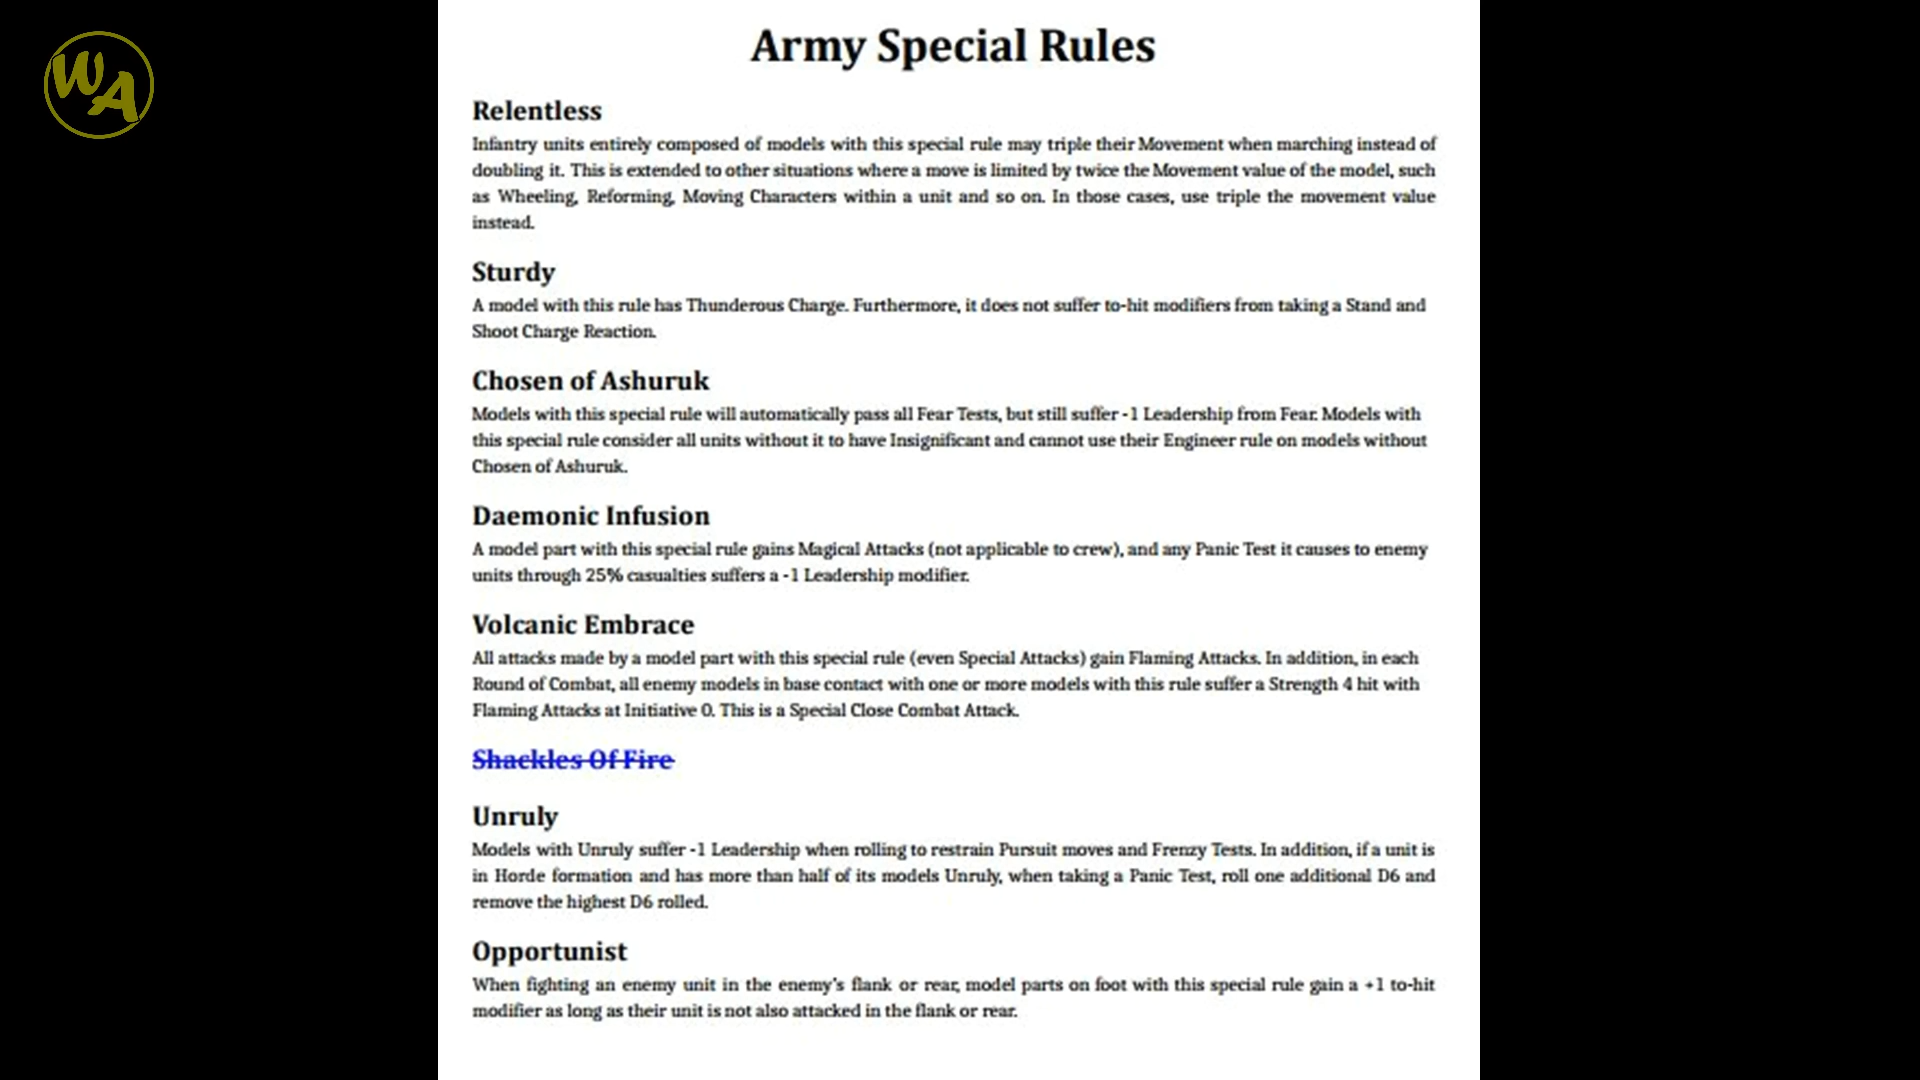 WA
Army Special Rules
Relentless
Infantry units entirely composed of models with this special rule may triple their Movement when marching instead of
doubling it. This is extended to other situations where a move is limited by twice the Movement value of the model, such
as Wheeling, Reforming, Moving Characters within a unit and so on. In those cases, use triple the movement value
instead.
Sturdy
A model with this rule has Thunderous Charge. Furthermore, it does not suffer to-hit modifiers from taking a Stand and
Shoot Charge Reaction.
Chosen of Ashuruk
Models with this special rule will automatically pass all Fear Tests, but still suffer -1 Leadership from Fear. Models with
this special rule consider all units without it to have Insignificant and cannot use their Engineer rule on models without
Chosen of Ashuruk.
Daemonic Infusion
A model part with this special rule gains Magical Attacks (not applicable to crew), and any Panic Test it causes to enemy
units through 25% casualties suffers a -1 Leadership modifier.
Volcanic Embrace
All attacks made by a model part with this special rule (even Special Attacks) gain Flaming Attacks. In addition, in each
Round of Combat, all enemy models in base contact with one or more models with this rule suffer a Strength 4 hit with
Flaming Attacks at Initiative 0. This is a Special Close Combat Attack.
Shackles Of Fire
Unruly
Models with Unruly suffer -1 Leadership when rolling to restrain Pursuit moves and Frenzy Tests. In addition, if a unit is
in Horde formation and has more than half of its models Unruly, when taking a Panic Test, roll one additional D6 and
remove the highest D6 rolled.
Opportunist
When fighting an enemy unit in the enemy's flank or rear, model parts on foot with this special rule gain a +1 to-hit
modifier as long as their unit is not also attacked in the flank or rear.